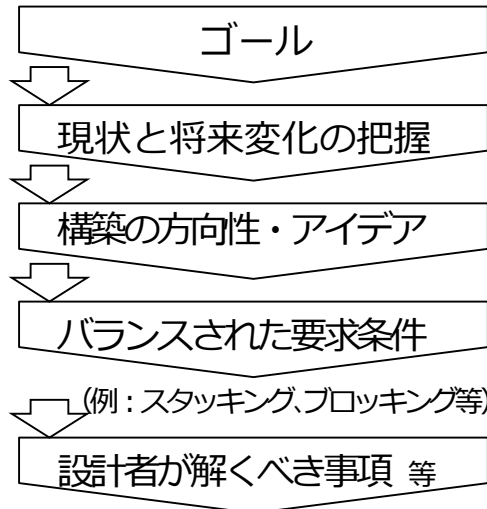 ゴール
現状と将来変化の把握
構築の方向性・アイデア
バランスされた要求条件
(例:スタッキング、ブロッキング等)
設計者が解くべき事項 等